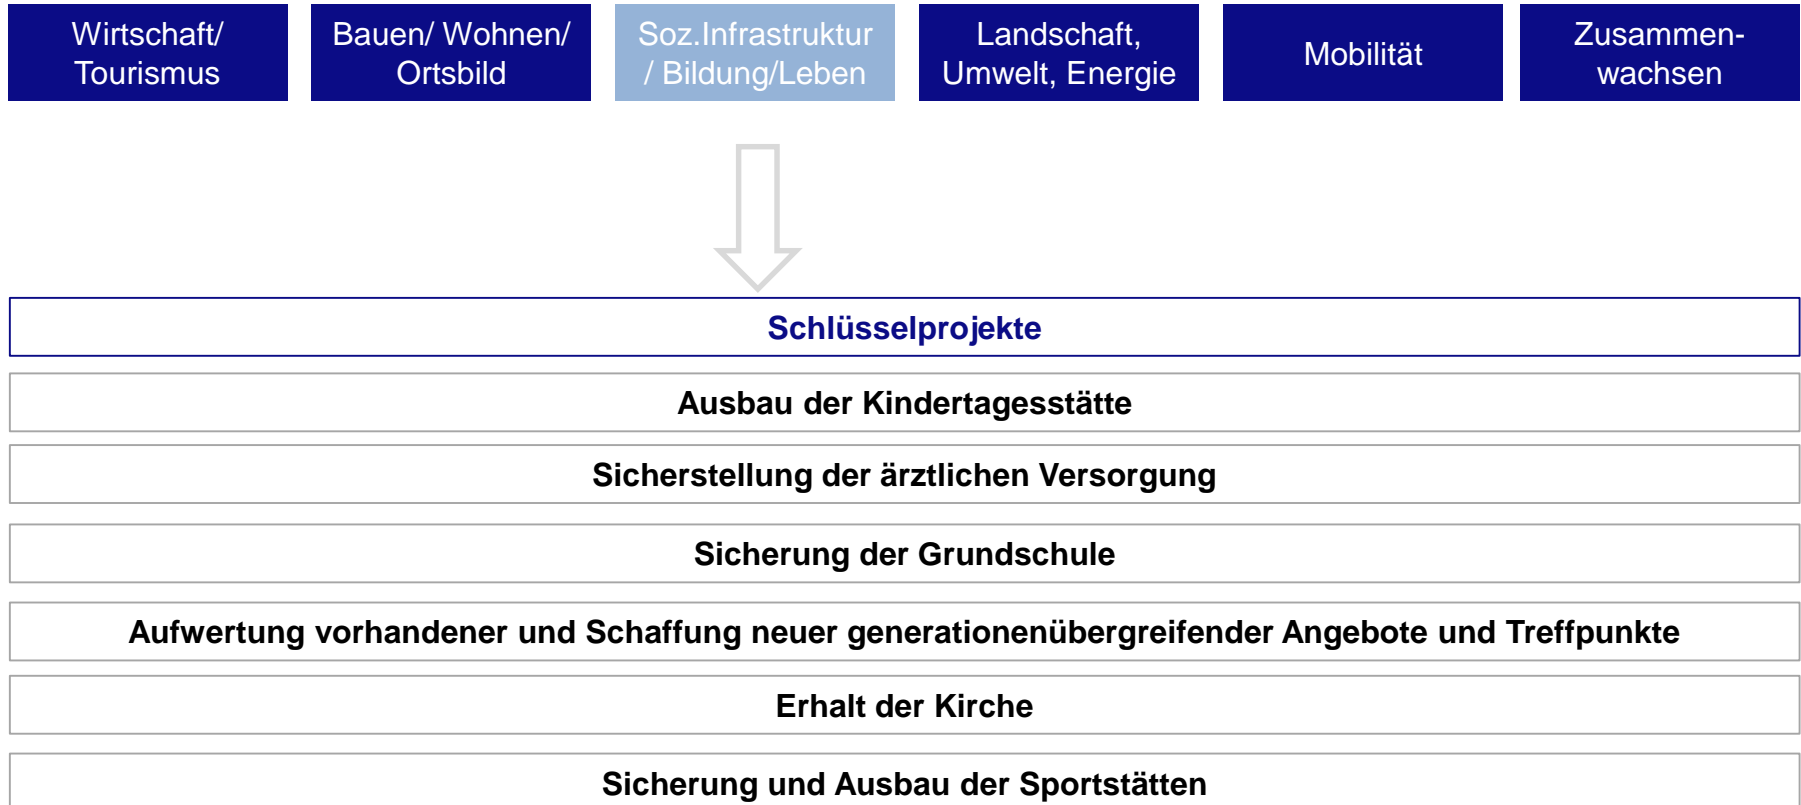 Wirtschaft/
Tourismus
Bauen/ Wohnen/
Ortsbild
Soz.Infrastruktur
/ Bildung/Leben
Landschaft,
Umwelt, Energie
Mobilität
Zusammen-
wachsen
Schlüsselprojekte
Ausbau der Kindertagesstätte
Sicherstellung der ärztlichen Versorgung
Sicherung der Grundschule
Aufwertung vorhandener und Schaffung neuer generationenübergreifender Angebote und Treffpunkte
Erhalt der Kirche
Sicherung und Ausbau der Sportstätten